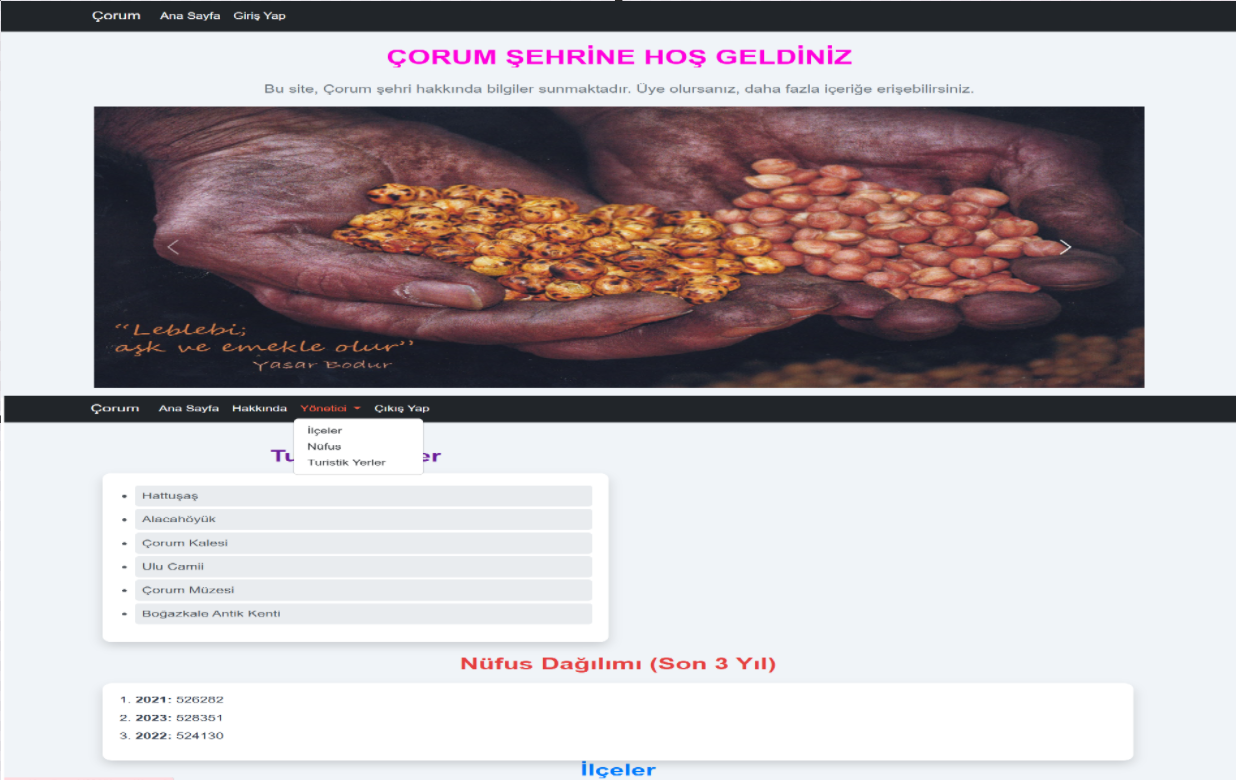 Çorum Ana Sayfa Giriş Yap
ÇORUM ŞEHRİNE HOŞ GELDİNİZ
Bu site, Çorum şehri hakkında bilgiler sunmaktadır. Üye olursanız, daha fazla içeriğe erişebilirsiniz.
“Leblebi;
aşk ve emekle olur”
Yasar Bodur
Çorum Ana Sayfa Hakkında Yönetici Çıkış Yap
İlçeler
Nüfus
Turistik Yerler
Tu er
Hattuşaş
Alacahöyük
Çorum Kalesi
Ulu Camii
Çorum Müzesi
Boğazkale Antik Kenti
Nüfus Dağılımı (Son 3 Yıl)
1. 2021: 526282
2. 2023: 528351
3. 2022: 524130
İlçeler